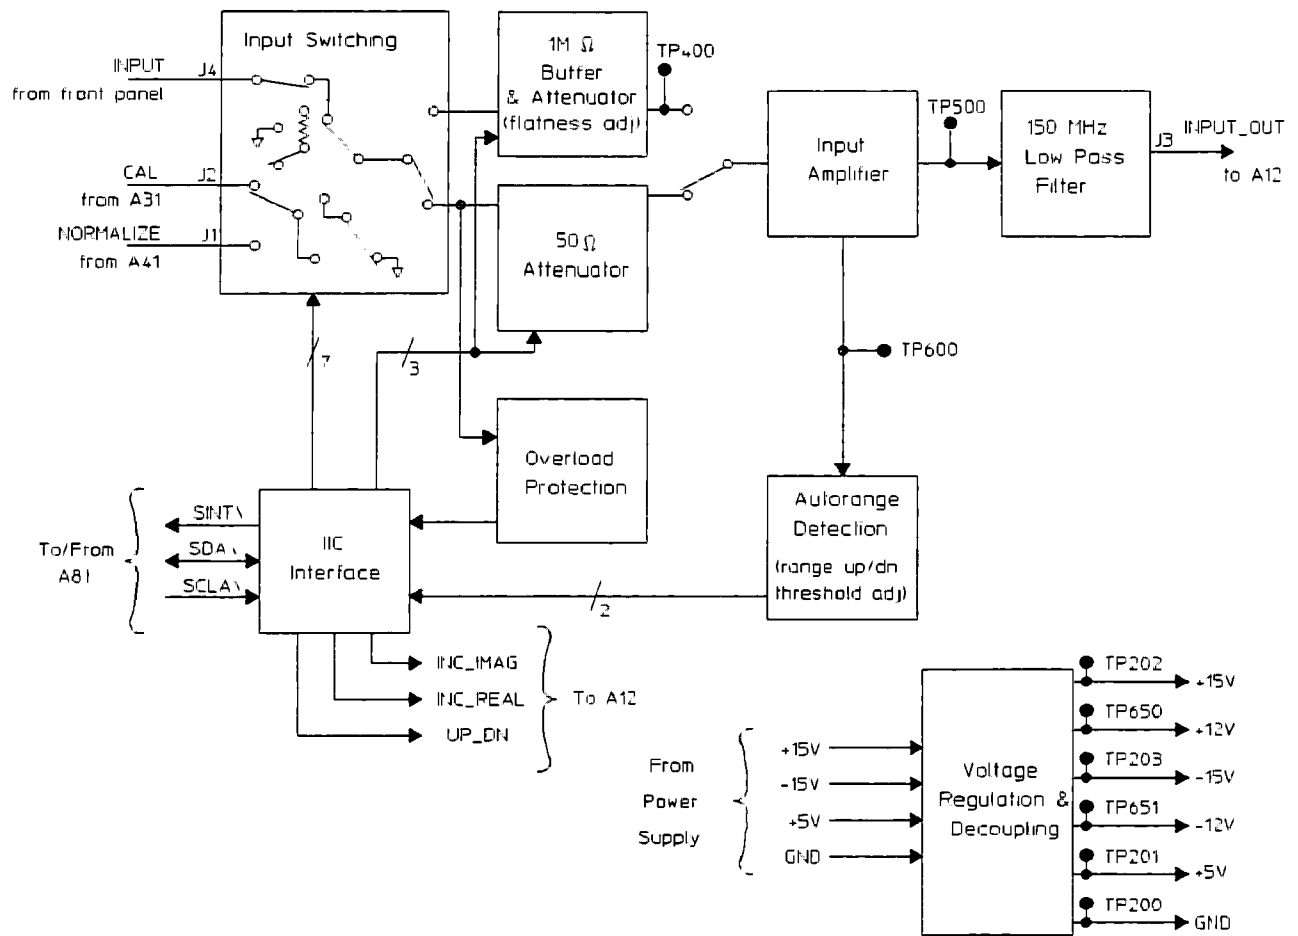 Input Switching
INPUT
from front panel
J4
CAL
from A31
J2
NORMALIZE
from A41
J1
1M Ω
Buffer
& Attenuator
(flatness adj)
TP400
50Ω
Attenuator
Input
Amplifier
TP500
150 MHz
Low Pass
Filter
J3
INPUT_OUT
to A12
TP600
7
3
Overload
Protection
Autorange
Detection
(range up/dn
threshold adj)
2
To/From
A81
SINT\
SDA\
SCLA\
IIC
Interface
INC_IMAG
INC_REAL
UP_DN
To A12
From
Power
Supply
+15V
-15V
+5V
GND
Voltage
Regulation &
Decoupling
TP202
+15V
TP650
+12V
TP203
-15V
TP651
-12V
TP201
+5V
TP200
GND